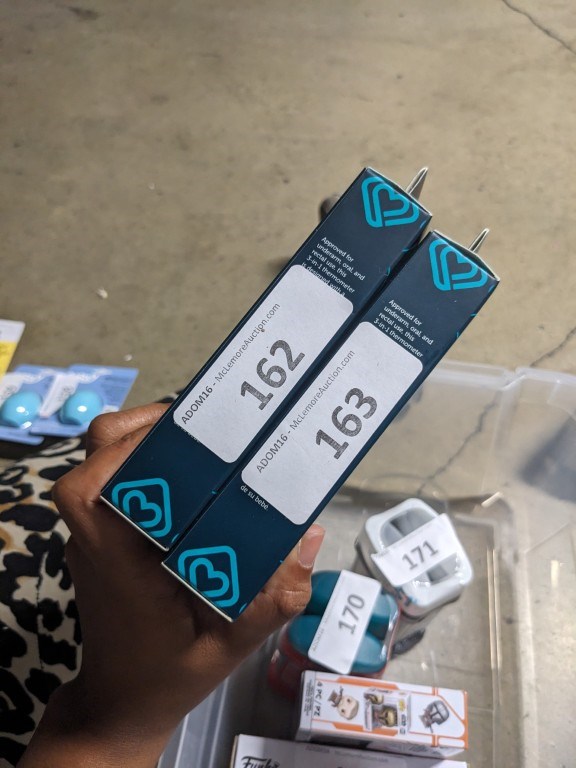 Approved for
underarm, oral, and
rectal use, this
3-in-1 thermometer
ADOM16 - McLemoreAuction.com
162
Approved for
underarm, oral, and
rectal use, this
3-in-1 thermometer
ADOM16 - McLemoreAuction.com
163
de su bebé.
171
170
Funko